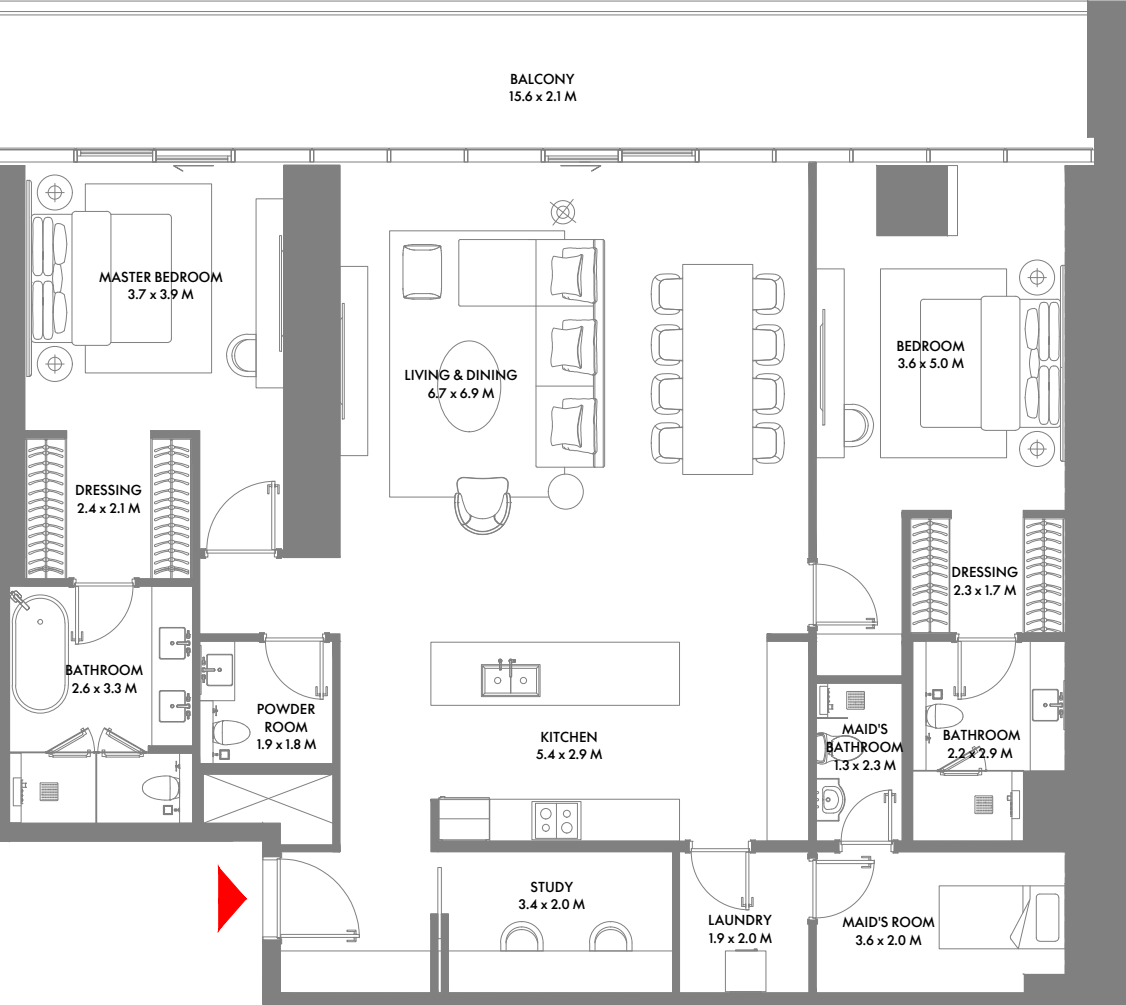 BALCONY
15.6 x 2.1 M
MASTER BEDROOM
3.7 x 3.9 M
LIVING & DINING
6.7 x 6.9 M
BEDROOM
3.6 x 5.0 M
DRESSING
2.4 x 2.1 M
DRESSING
2.3 x 1.7 M
BATHROOM
2.6 x 3.3 M
POWDER
ROOM
1.9 x 1.8 M
KITCHEN
5.4 x 2.9 M
MAID'S
BATHROOM
1.3 x 2.3 M
BATHROOM
2.2 x 2.9 M
STUDY
3.4 x 2.0 M
LAUNDRY
1.9 x 2.0 M
MAID'S ROOM
3.6 x 2.0 M